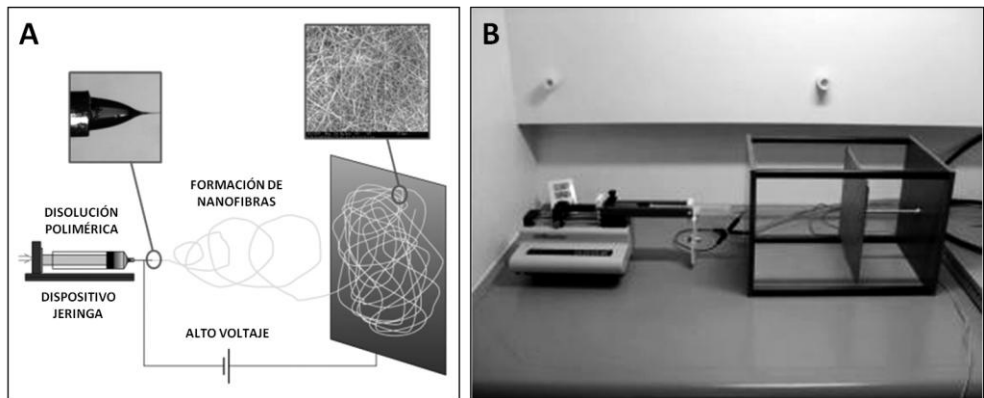 A
B
FORMACIÓN DE
NANOFIBRAS
DISOLUCIÓN
POLIMÉRICA
DISPOSITIVO
JERINGA
ALTO VOLTAJE